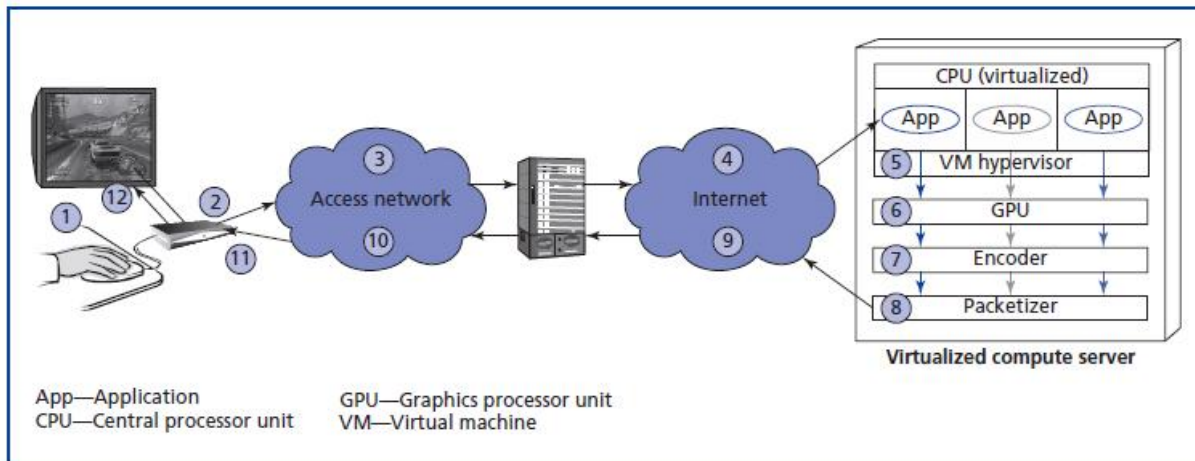 CPU (virtualized)
App App App
3 4
12 2 5 VM hypervisor
1 Access network Internet 6 GPU
11 10 9 7 Encoder
8 Packetizer
Virtualized compute server
App—Application GPU—Graphics processor unit
CPU—Central processor unit VM—Virtual machine